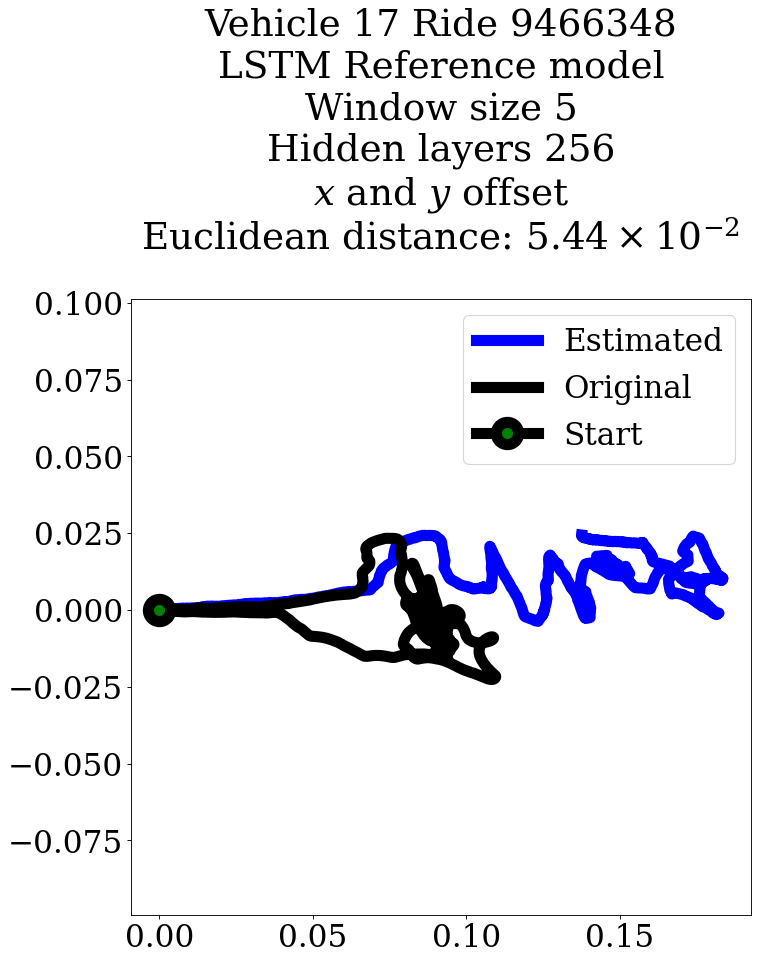 Vehicle 17 Ride 9466348
LSTM Reference model
Window size 5
Hidden layers 256
x and y offset
Euclidean distance: 5.44 × 10⁻²
0.100
0.075
0.050
0.025
0.000
−0.025
−0.050
−0.075
Estimated
Original
Start
0.00 0.05 0.10 0.15